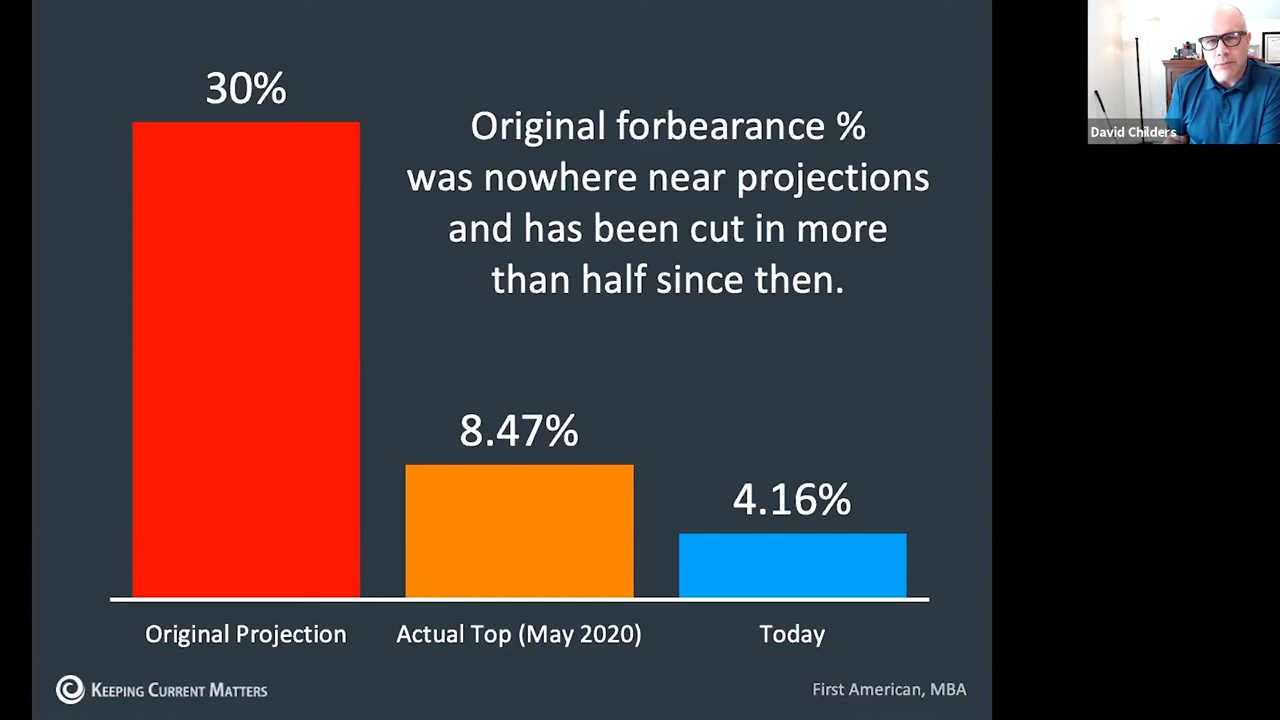 30%
Original forbearance %
was nowhere near projections
and has been cut in more
than half since then.
8.47%
4.16%
Original Projection
Actual Top (May 2020)
Today
KEEPING CURRENT MATTERS
First American, MBA
David Childers